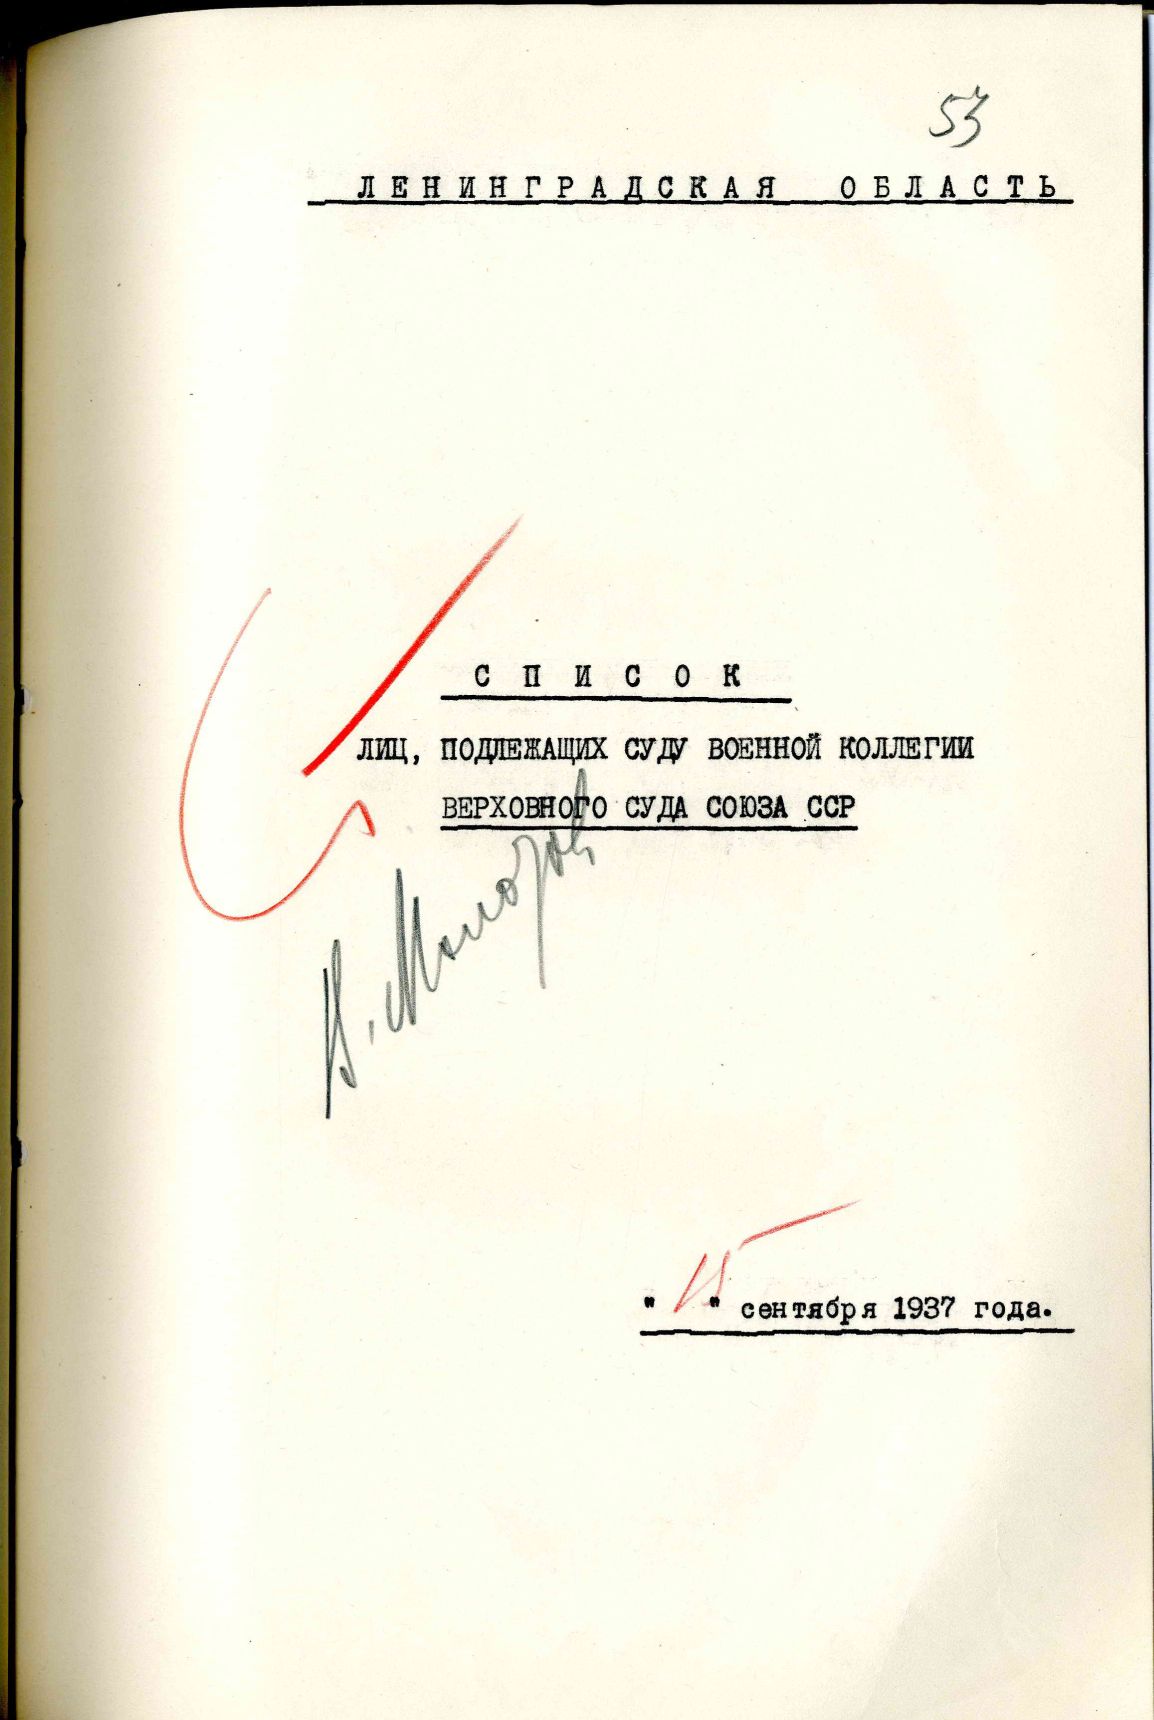 53
ЛЕНИНГРАДСКАЯ ОБЛАСТЬ
СПИСОК
ЛИЦ, ПОДЛЕЖАЩИХ СУДУ ВОЕННОЙ КОЛЛЕГИИ
ВЕРХОВНОГО СУДА СОЮЗА ССР
В. Молотов
"15" сентября 1937 года.